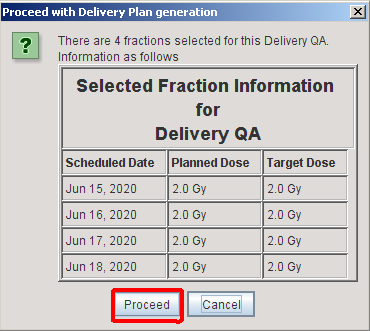 Proceed with Delivery Plan generation
There are 4 fractions selected for this Delivery QA.
Information as follows
Selected Fraction Information
for
Delivery QA
Scheduled Date Planned Dose Target Dose
Jun 15, 2020 2.0 Gy 2.0 Gy
Jun 16, 2020 2.0 Gy 2.0 Gy
Jun 17, 2020 2.0 Gy 2.0 Gy
Jun 18, 2020 2.0 Gy 2.0 Gy
Proceed Cancel